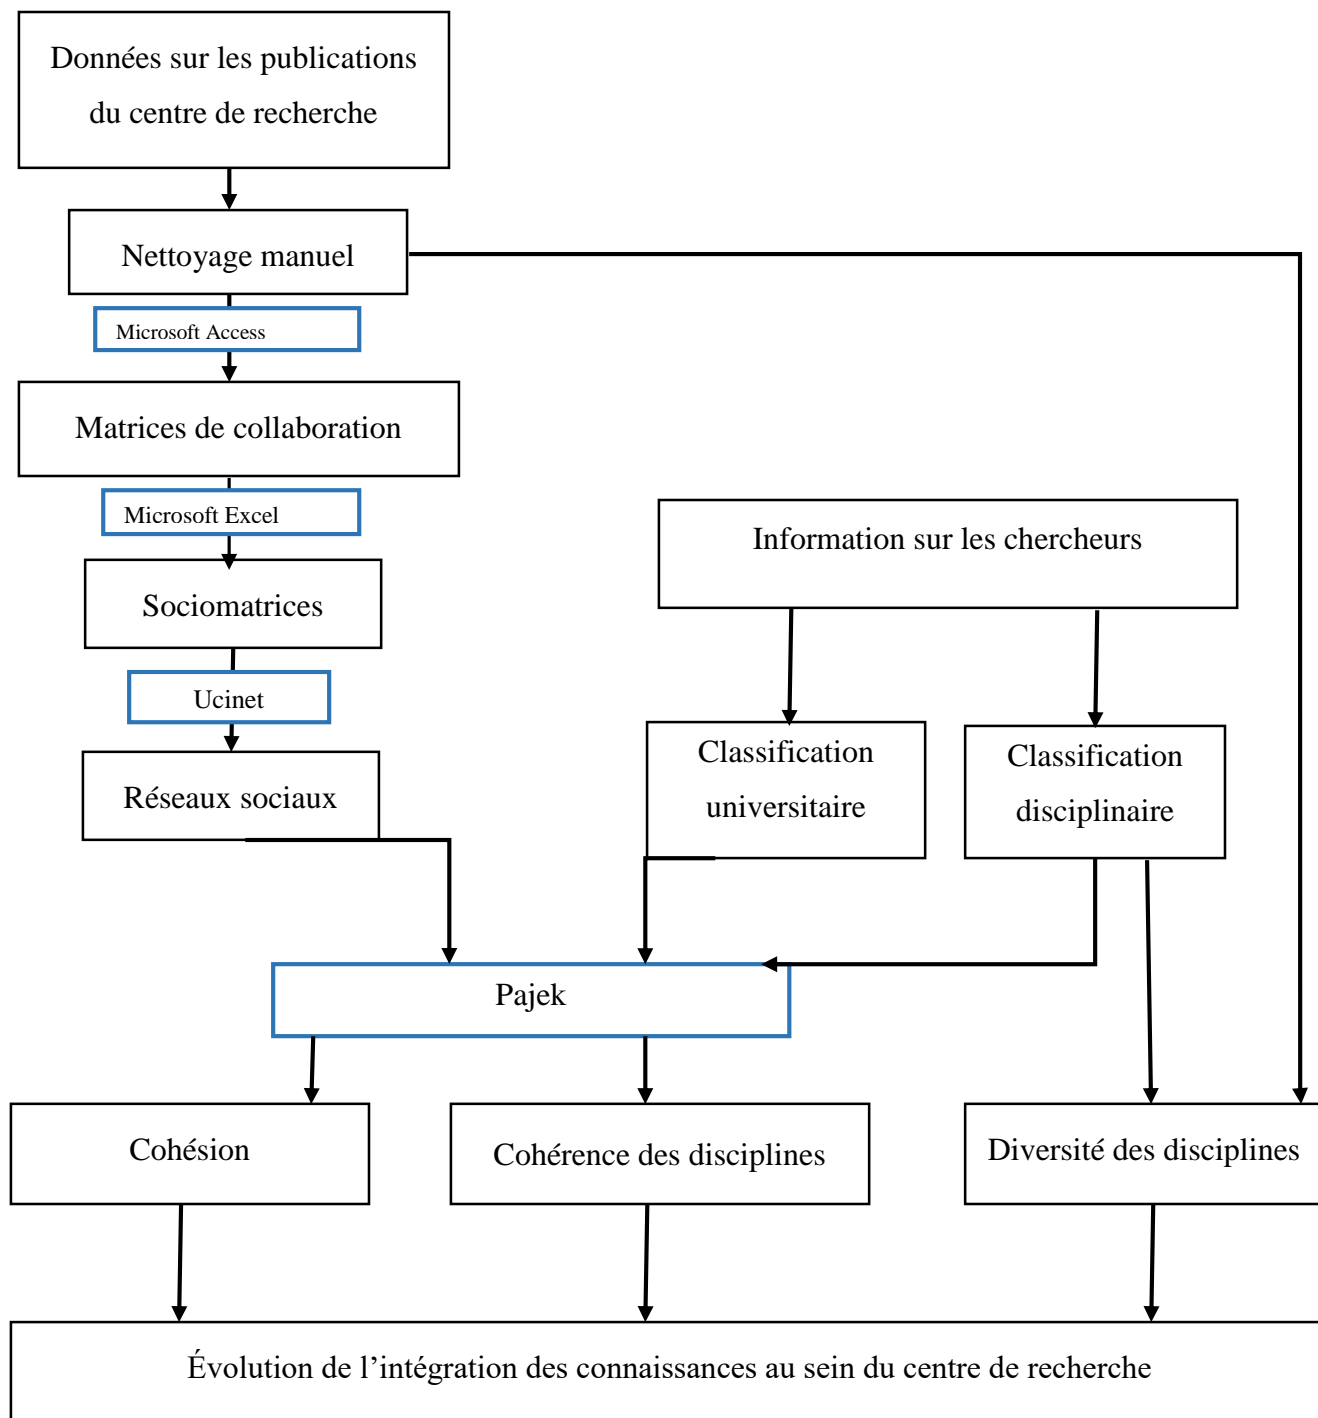 Données sur les publications
du centre de recherche
Nettoyage manuel
Microsoft Access
Matrices de collaboration
Microsoft Excel
Information sur les chercheurs
Sociomatrices
Ucinet
Classification
universitaire
Classification
disciplinaire
Réseaux sociaux
Pajek
Cohésion
Cohérence des disciplines
Diversité des disciplines
Évolution de l’intégration des connaissances au sein du centre de recherche